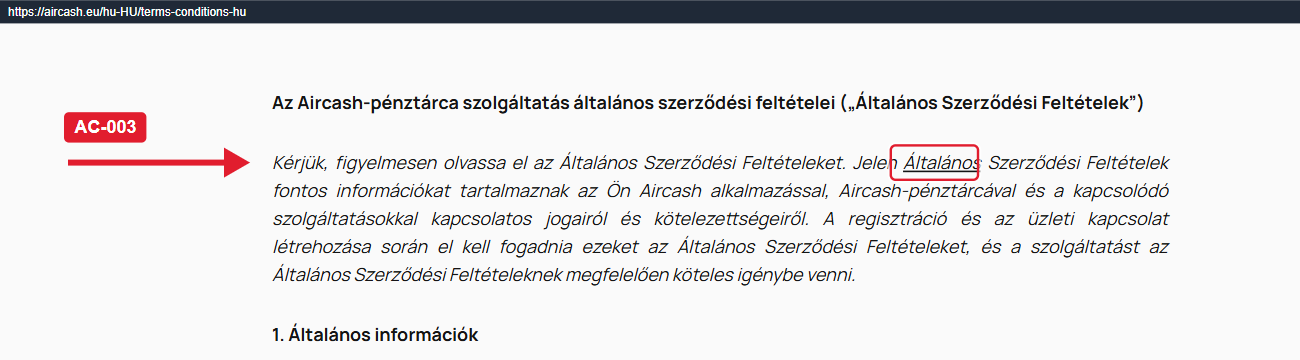 https://aircash.eu/hu-HU/terms-conditions-hu
Az Aircash-pénztárca szolgáltatás általános szerződési feltételei („Általános Szerződési Feltételek”)
AC-003
Kérjük, figyelmesen olvassa el az Általános Szerződési Feltételeket. Jelen Általános Szerződési Feltételek
fontos információkat tartalmaznak az Ön Aircash alkalmazással, Aircash-pénztárcával és a kapcsolódó
szolgáltatásokkal kapcsolatos jogairól és kötelezettségeiről. A regisztráció és az üzleti kapcsolat
létrehozása során el kell fogadnia ezeket az Általános Szerződési Feltételeket, és a szolgáltatást az
Általános Szerződési Feltételeknek megfelelően köteles igénybe venni.
1. Általános információk